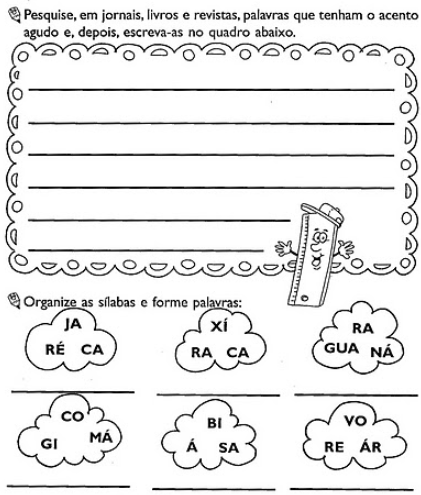 Pesquise, em jornais, livros e revistas, palavras que tenham o acento
agudo e, depois, escreva-as no quadro abaixo.
Organize as sílabas e forme palavras:
JA
RÉ CA
XÍ
RA CA
RA
GUA NÁ
CO
GI MÁ
BI
Á SA
VO
RE ÁR